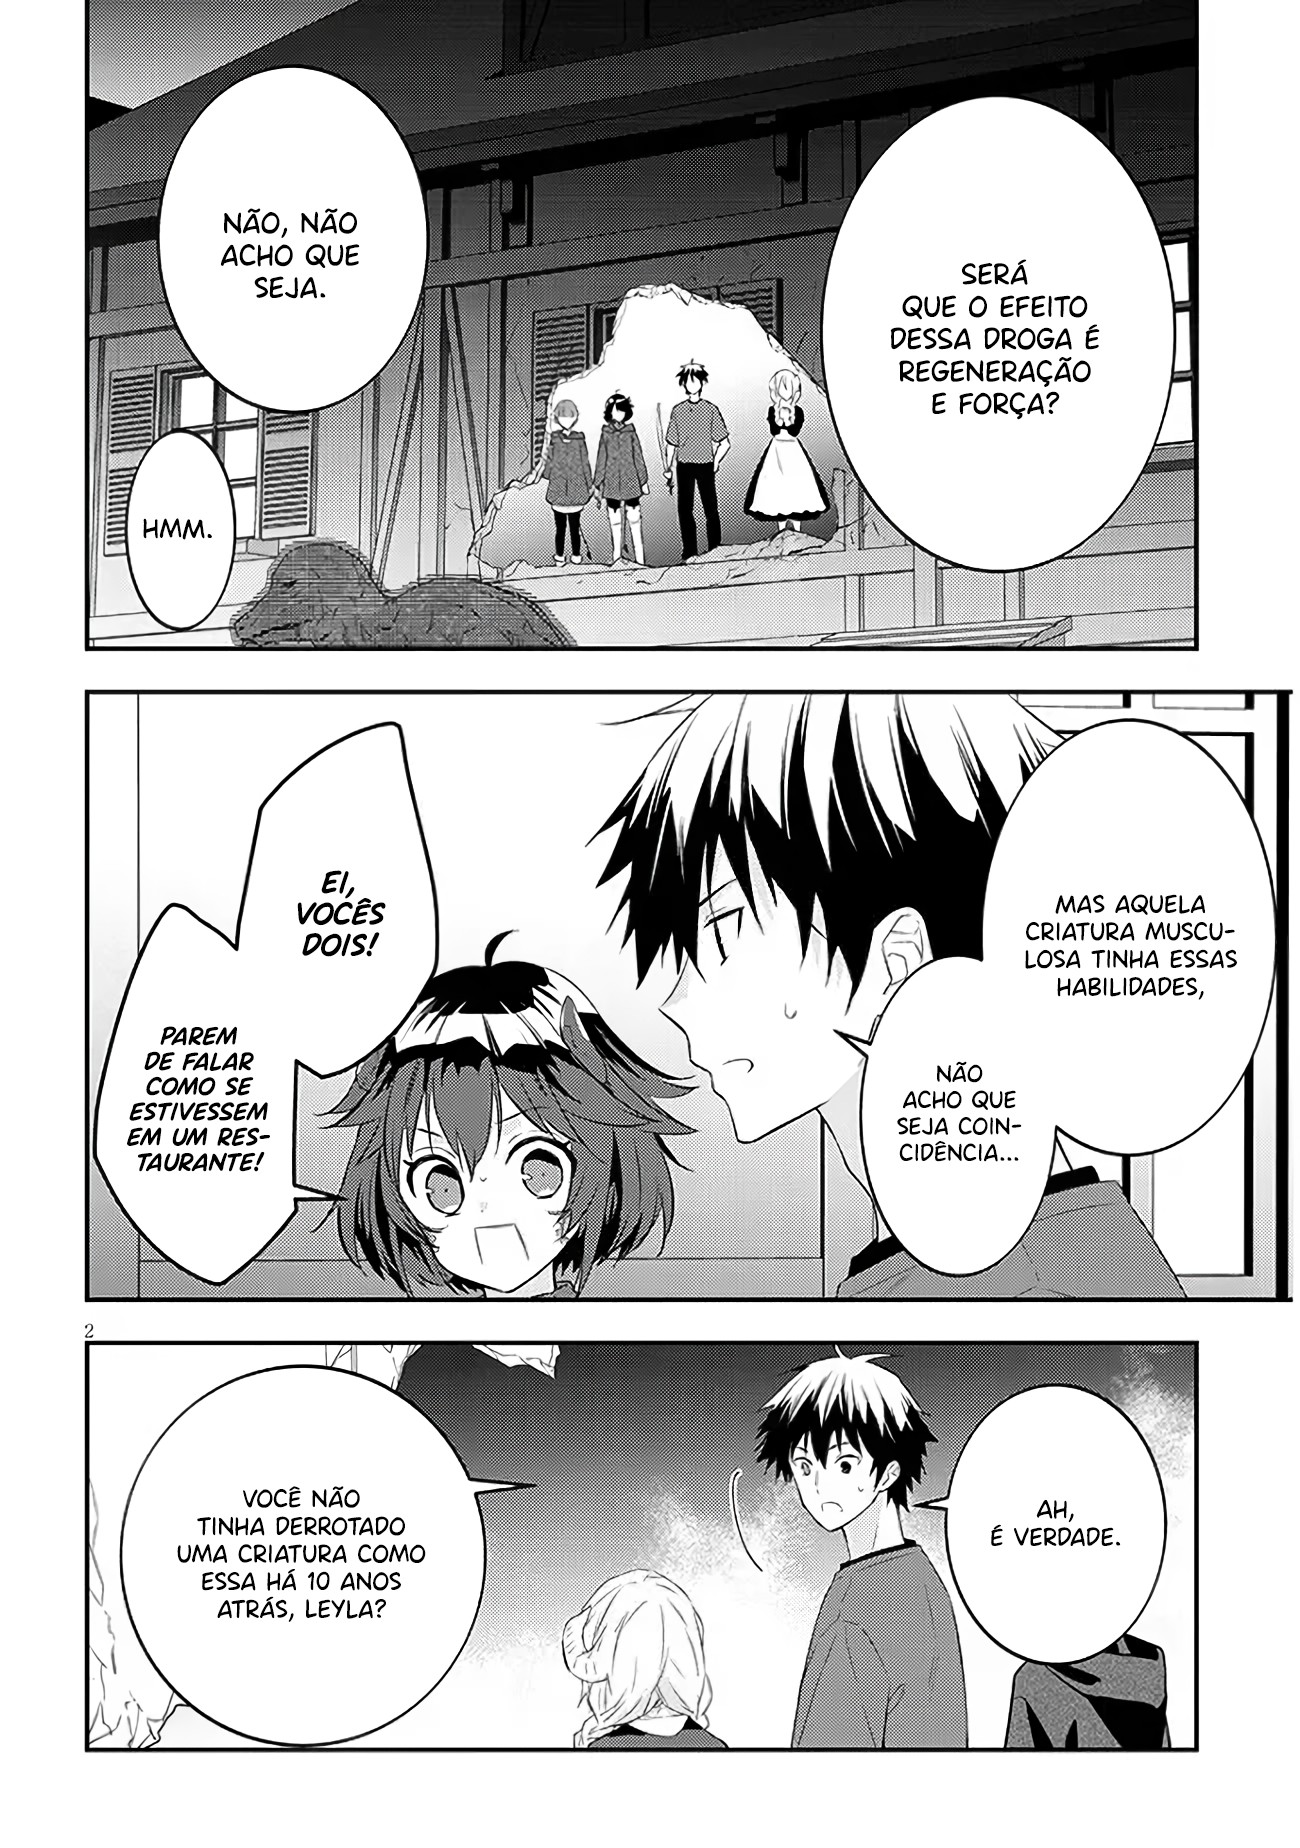 SERÁ
QUE O EFEITO
DESSA DROGA É
REGENERAÇÃO
E FORÇA?
NÃO, NÃO
ACHO QUE
SEJA.
HMM.
MAS AQUELA
CRIATURA MUSCU-
LOSA TINHA ESSAS
HABILIDADES,
NÃO
ACHO QUE
SEJA COIN-
CIDÊNCIA...
EI,
VOCÊS
DOIS!
PAREM
DE FALAR
COMO SE
ESTIVESSEM
EM UM RES-
TAURANTE!
2
AH,
É VERDADE.
VOCÊ NÃO
TINHA DERROTADO
UMA CRIATURA COMO
ESSA HÁ 10 ANOS
ATRÁS, LEYLA?